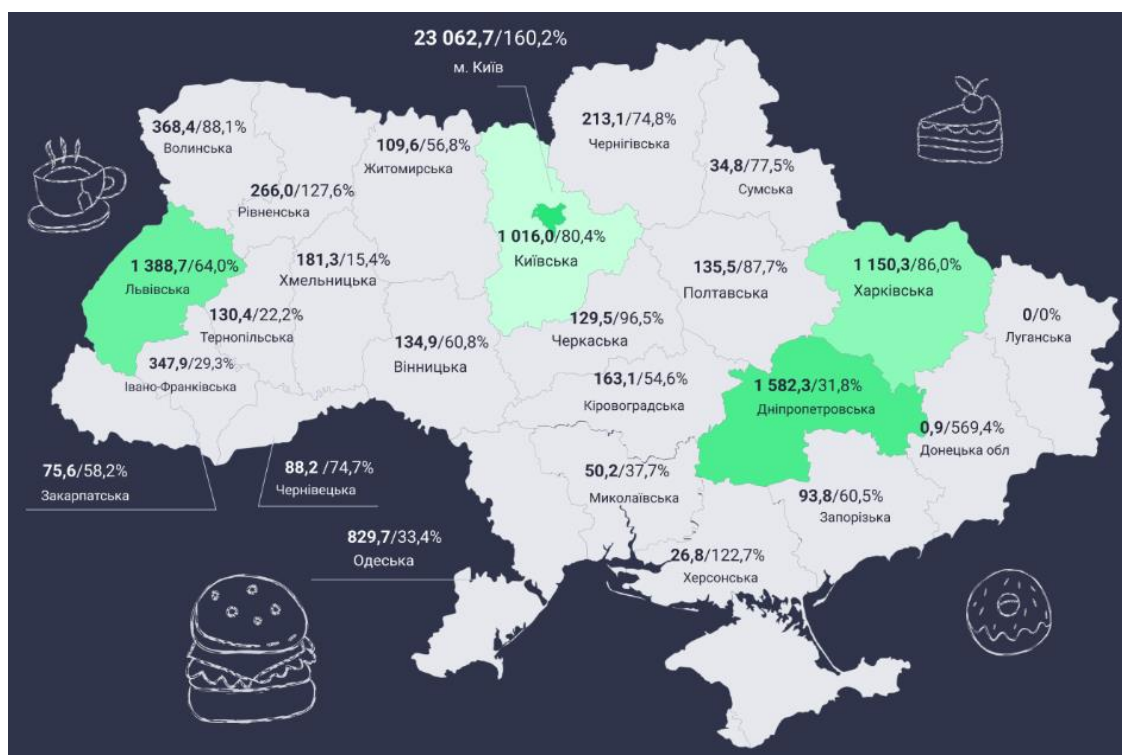 23 062,7/160,2%
м. Київ
368,4/88,1%
Волинська
109,6/56,8%
Житомирська
213,1/74,8%
Чернігівська
34,8/77,5%
Сумська
266,0/127,6%
Рівненська
1 388,7/64,0%
Львівська
181,3/15,4%
Хмельницька
1 016,0/80,4%
Київська
135,5/87,7%
Полтавська
1 150,3/86,0%
Харківська
0/0%
Луганська
130,4/22,2%
Тернопільська
134,9/60,8%
Вінницька
129,5/96,5%
Черкаська
347,9/29,3%
Івано-Франківська
163,1/54,6%
Кіровоградська
1 582,3/31,8%
Дніпропетровська
0,9/569,4%
Донецька обл
75,6/58,2%
Закарпатська
88,2/74,7%
Чернівецька
50,2/37,7%
Миколаївська
93,8/60,5%
Запорізька
829,7/33,4%
Одеська
26,8/122,7%
Херсонська